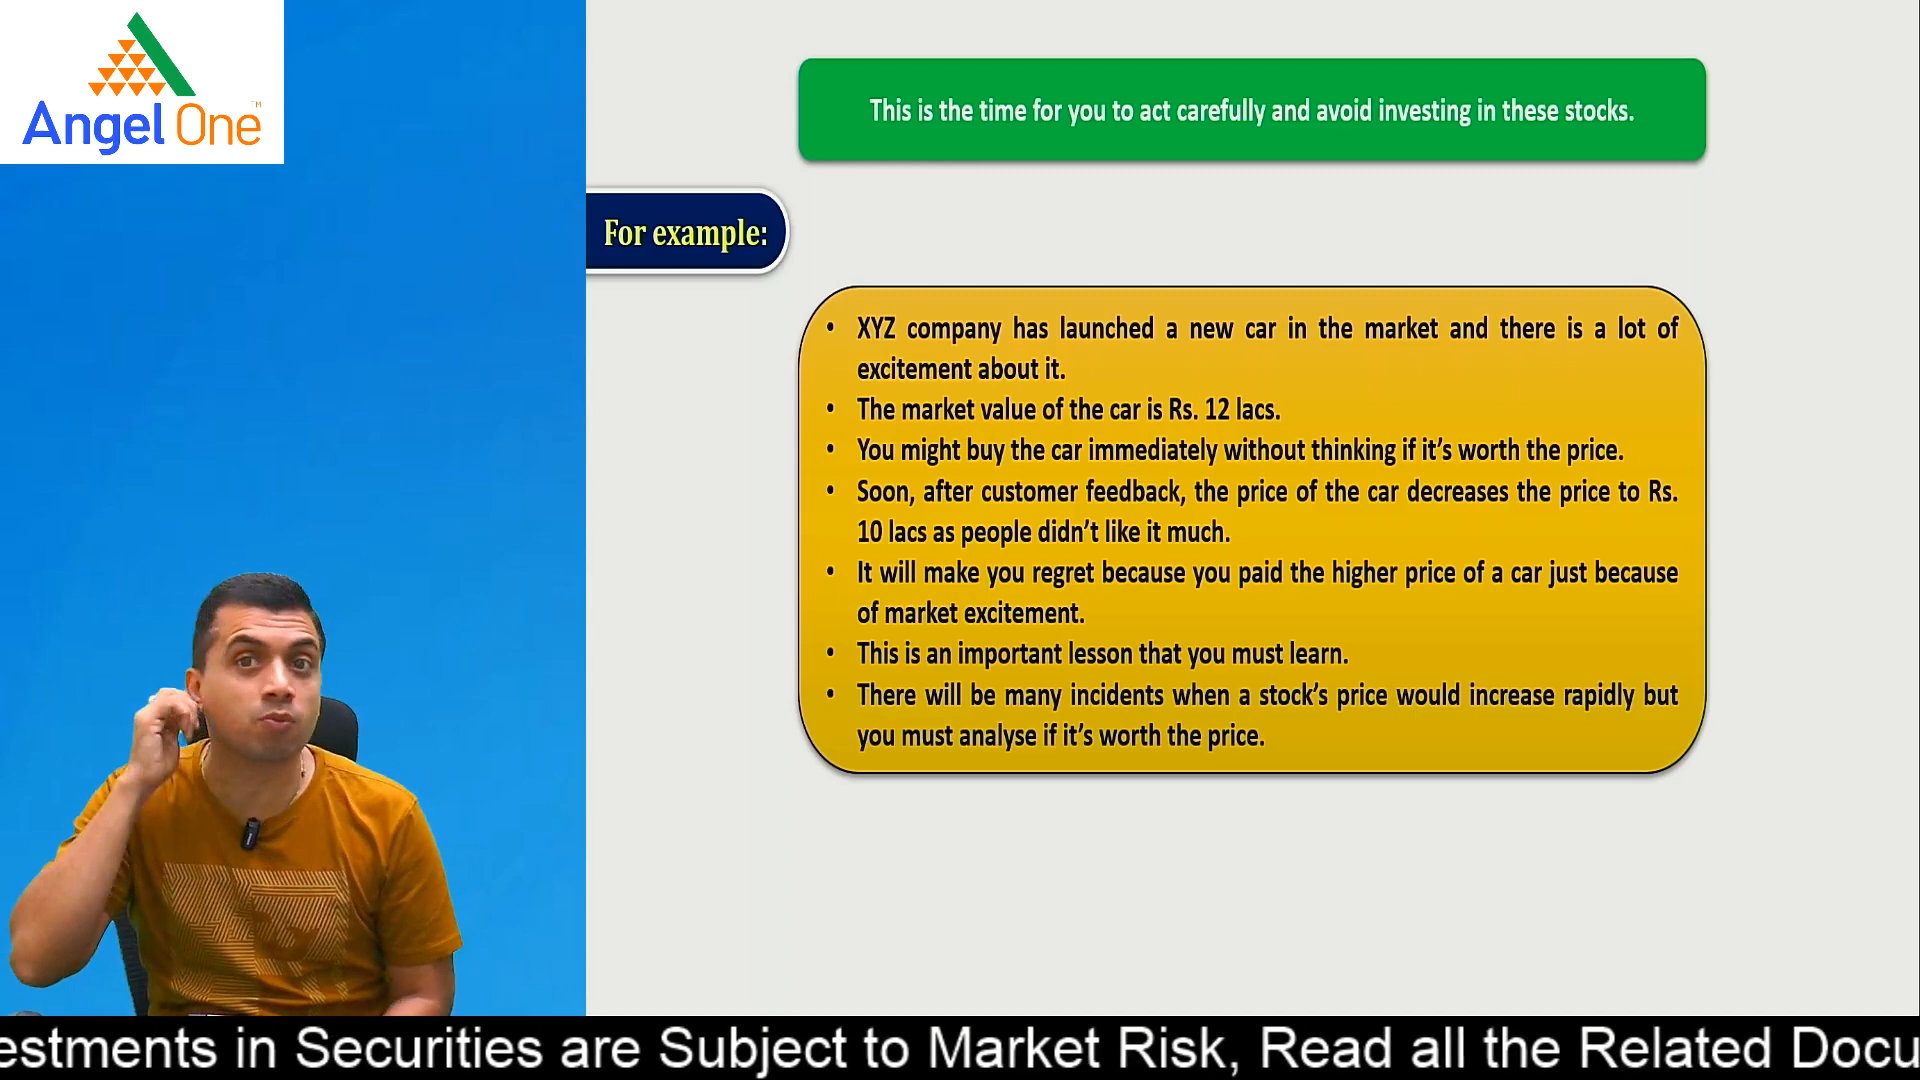 Angel One
TM
This is the time for you to act carefully and avoid investing in these stocks.
For example:
• XYZ company has launched a new car in the market and there is a lot of
excitement about it.
• The market value of the car is Rs. 12 lacs.
• You might buy the car immediately without thinking if it’s worth the price.
• Soon, after customer feedback, the price of the car decreases the price to Rs.
10 lacs as people didn’t like it much.
• It will make you regret because you paid the higher price of a car just because
of market excitement.
• This is an important lesson that you must learn.
• There will be many incidents when a stock’s price would increase rapidly but
you must analyse if it’s worth the price.
estments in Securities are Subject to Market Risk, Read all the Related Docu